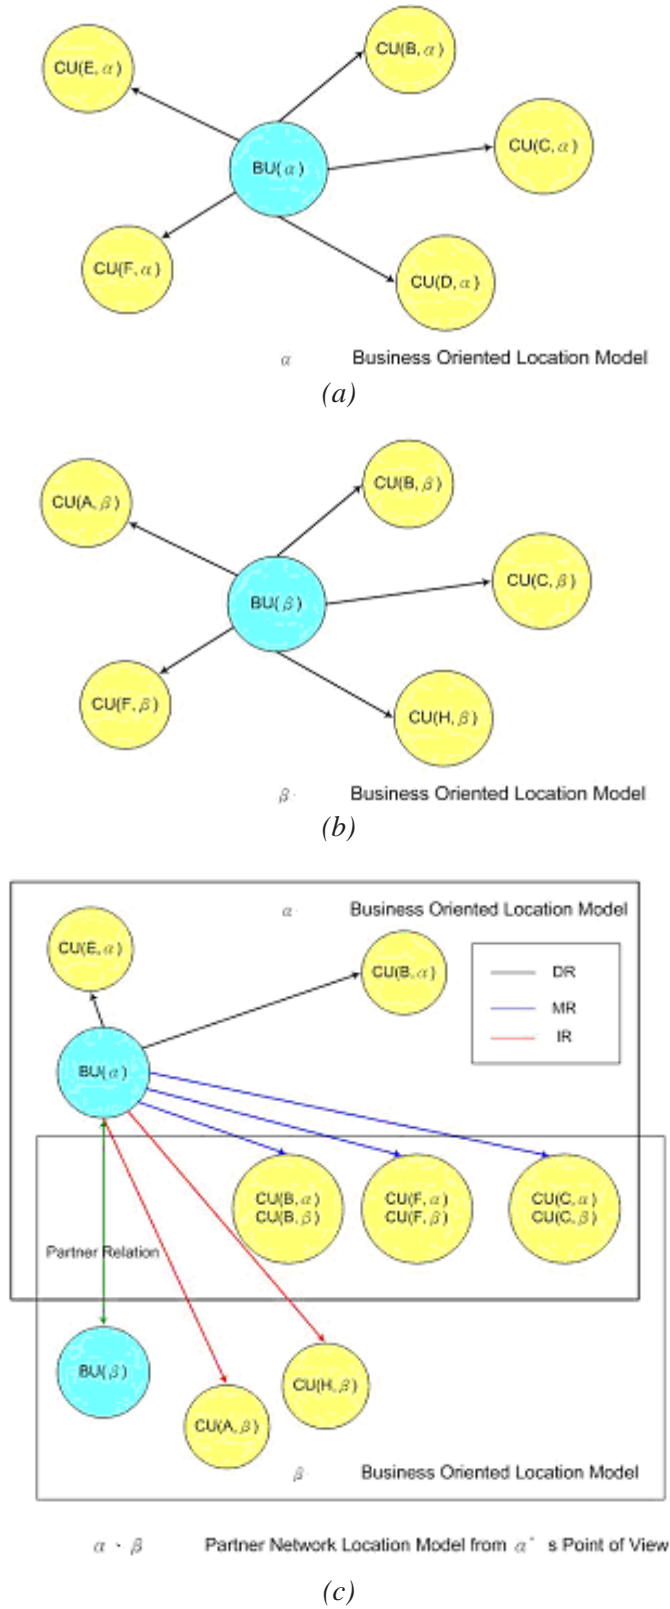 CU(B, α)
CU(E, α)
CU(C, α)
BU(α)
CU(F, α)
CU(D, α)
α Business Oriented Location Model
(a)
CU(B, β)
CU(A, β)
CU(C, β)
BU(β)
CU(F, β)
CU(H, β)
β Business Oriented Location Model
(b)
α Business Oriented Location Model
CU(E, α)
CU(B, α)
DR
MR
IR
BU(α)
CU(B, α)
CU(B, β)
CU(F, α)
CU(F, β)
CU(C, α)
CU(C, β)
Partner Relation
BU(β)
CU(H, β)
CU(A, β)
β Business Oriented Location Model
α、β Partner Network Location Model from α' s Point of View
(c)